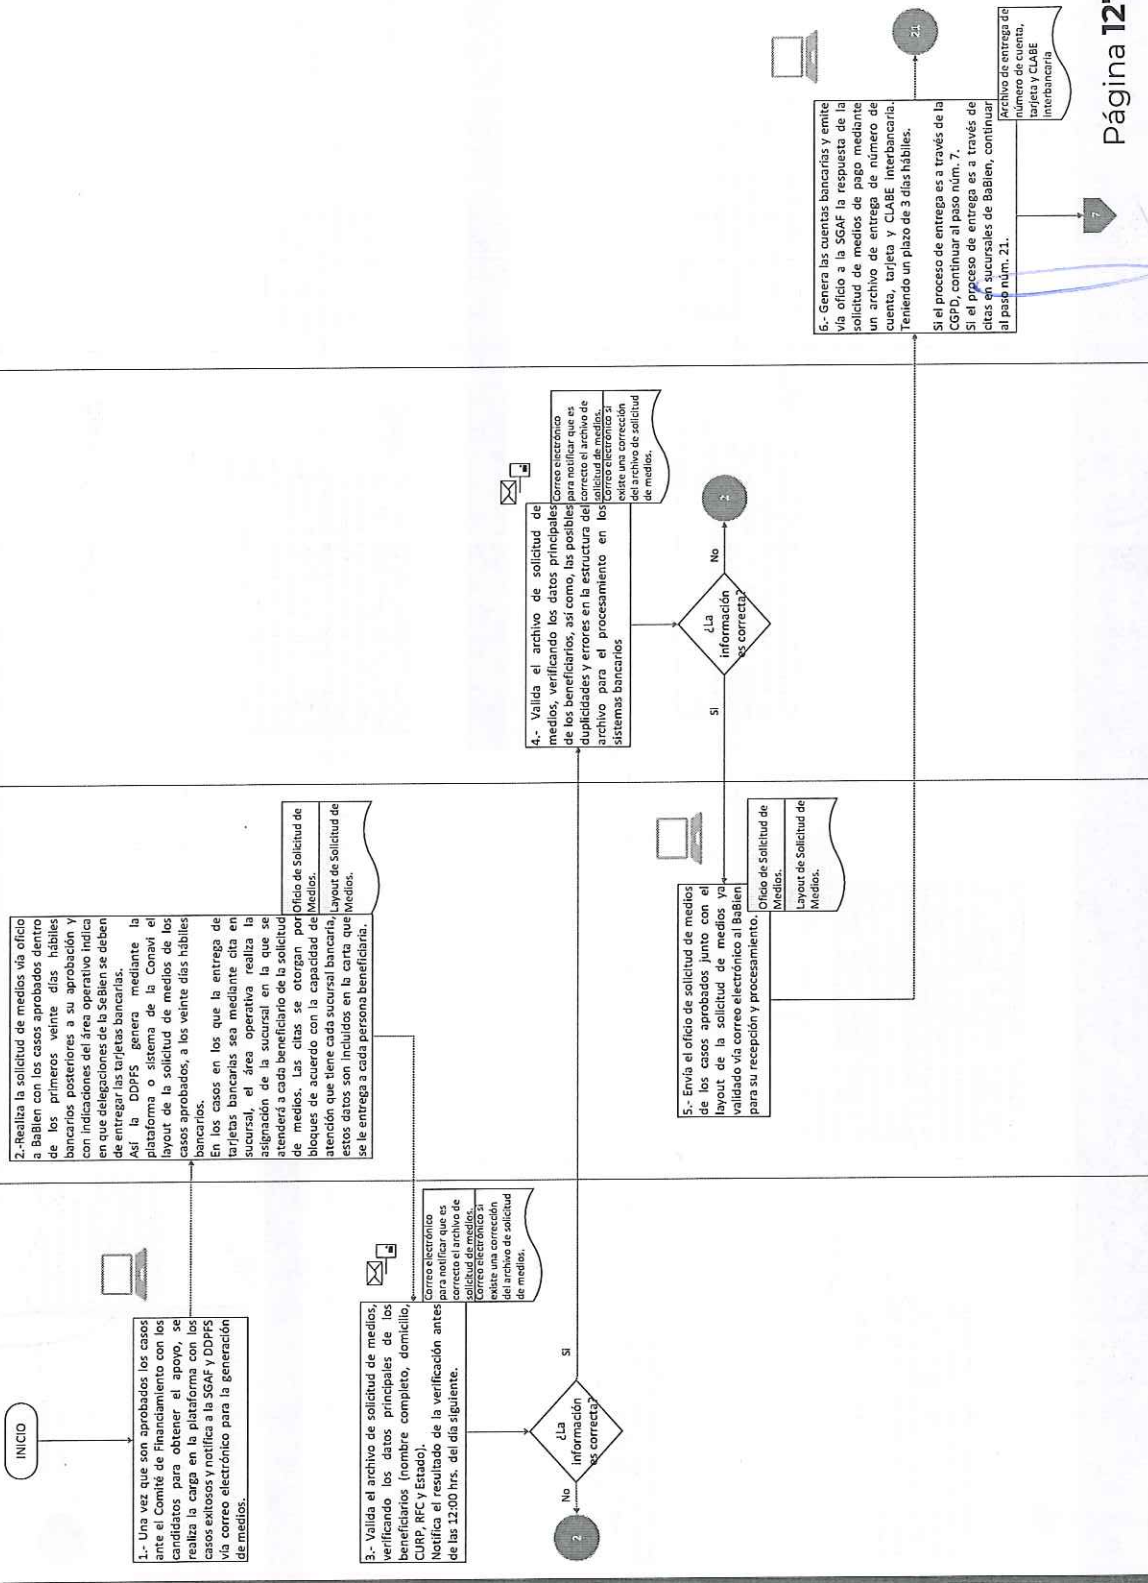 INICIO
1.- Una vez que son aprobados los casos
ante el Comité de Financiamiento con los
candidatos para obtener el apoyo, se
realiza la carga en la plataforma con los
casos exitosos y notifica a la SGAF y DDPFS
vía correo electrónico para la generación
de medios.
2.-Realiza la solicitud de medios vía oficio
a BaBien con los casos aprobados dentro
de los primeros veinte días hábiles
bancarios posteriores a su aprobación y
con indicaciones del área operativo indica
en que delegaciones de la SeBien se deben
de entregar las tarjetas bancarias.
Así la DDPFS genera mediante la
plataforma o sistema de la Conavi el
layout de la solicitud de medios de los
casos aprobados, a los veinte días hábiles
bancarios.
En los casos en los que la entrega de
tarjetas bancarias sea mediante cita en
sucursal, el área operativa realiza la
asignación de la sucursal en la que se
atenderá a cada beneficiario de la solicitud
de medios. Las citas se otorgan por
bloques de acuerdo con la capacidad de
atención que tiene cada sucursal bancaria,
estos datos son incluidos en la carta que
se le entrega a cada persona beneficiaria.
Oficio de Solicitud de
Medios.
Layout de Solicitud de
Medios.
3.- Valida el archivo de solicitud de medios,
verificando los datos principales de los
beneficiarios (nombre completo, domicilio,
CURP, RFC y Estado).
Notifica el resultado de la verificación antes
de las 12:00 hrs. del día siguiente.
Correo electrónico
para notificar que es
correcto el archivo de
solicitud de medios.
Correo electrónico si
existe una corrección
del archivo de solicitud
de medios.
¿La
información
es correcta?
No
2
Si
4.- Valida el archivo de solicitud de
medios, verificando los datos principales
de los beneficiarios, así como, las posibles
duplicidades y errores en la estructura del
archivo para el procesamiento en los
sistemas bancarios
Correo electrónico
para notificar que es
correcto el archivo de
solicitud de medios.
Correo electrónico si
existe una corrección
del archivo de solicitud
de medios.
¿La
información
es correcta?
No
2
Si
5.- Envía el oficio de solicitud de medios
de los casos aprobados junto con el
layout de la solicitud de medios ya
validado vía correo electrónico al BaBien
para su recepción y procesamiento.
Oficio de Solicitud de
Medios.
Layout de Solicitud de
Medios.
6.- Genera las cuentas bancarias y emite
vía oficio a la SGAF la respuesta de la
solicitud de medios de pago mediante
un archivo de entrega de número de
cuenta, tarjeta y CLABE interbancaria.
Teniendo un plazo de 3 días hábiles.
Si el proceso de entrega es a través de la
CGPD, continuar al paso núm. 7.
Si el proceso de entrega es a través de
citas en sucursales de BaBien, continuar
al paso núm. 21.
21
Archivo de entrega de
número de cuenta,
tarjeta y CLABE
interbancaria
7
Página 12